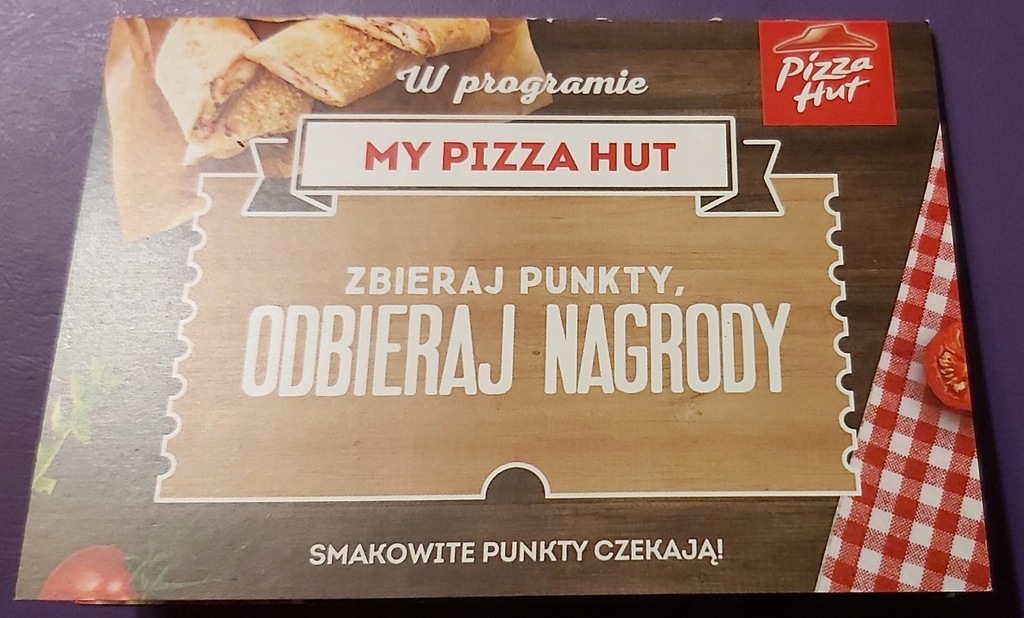 W programie
Pizza
Hut
MY PIZZA HUT
ZBIERAJ PUNKTY,
ODBIERAJ NAGRODY
SMAKOWITE PUNKTY CZEKAJĄ!